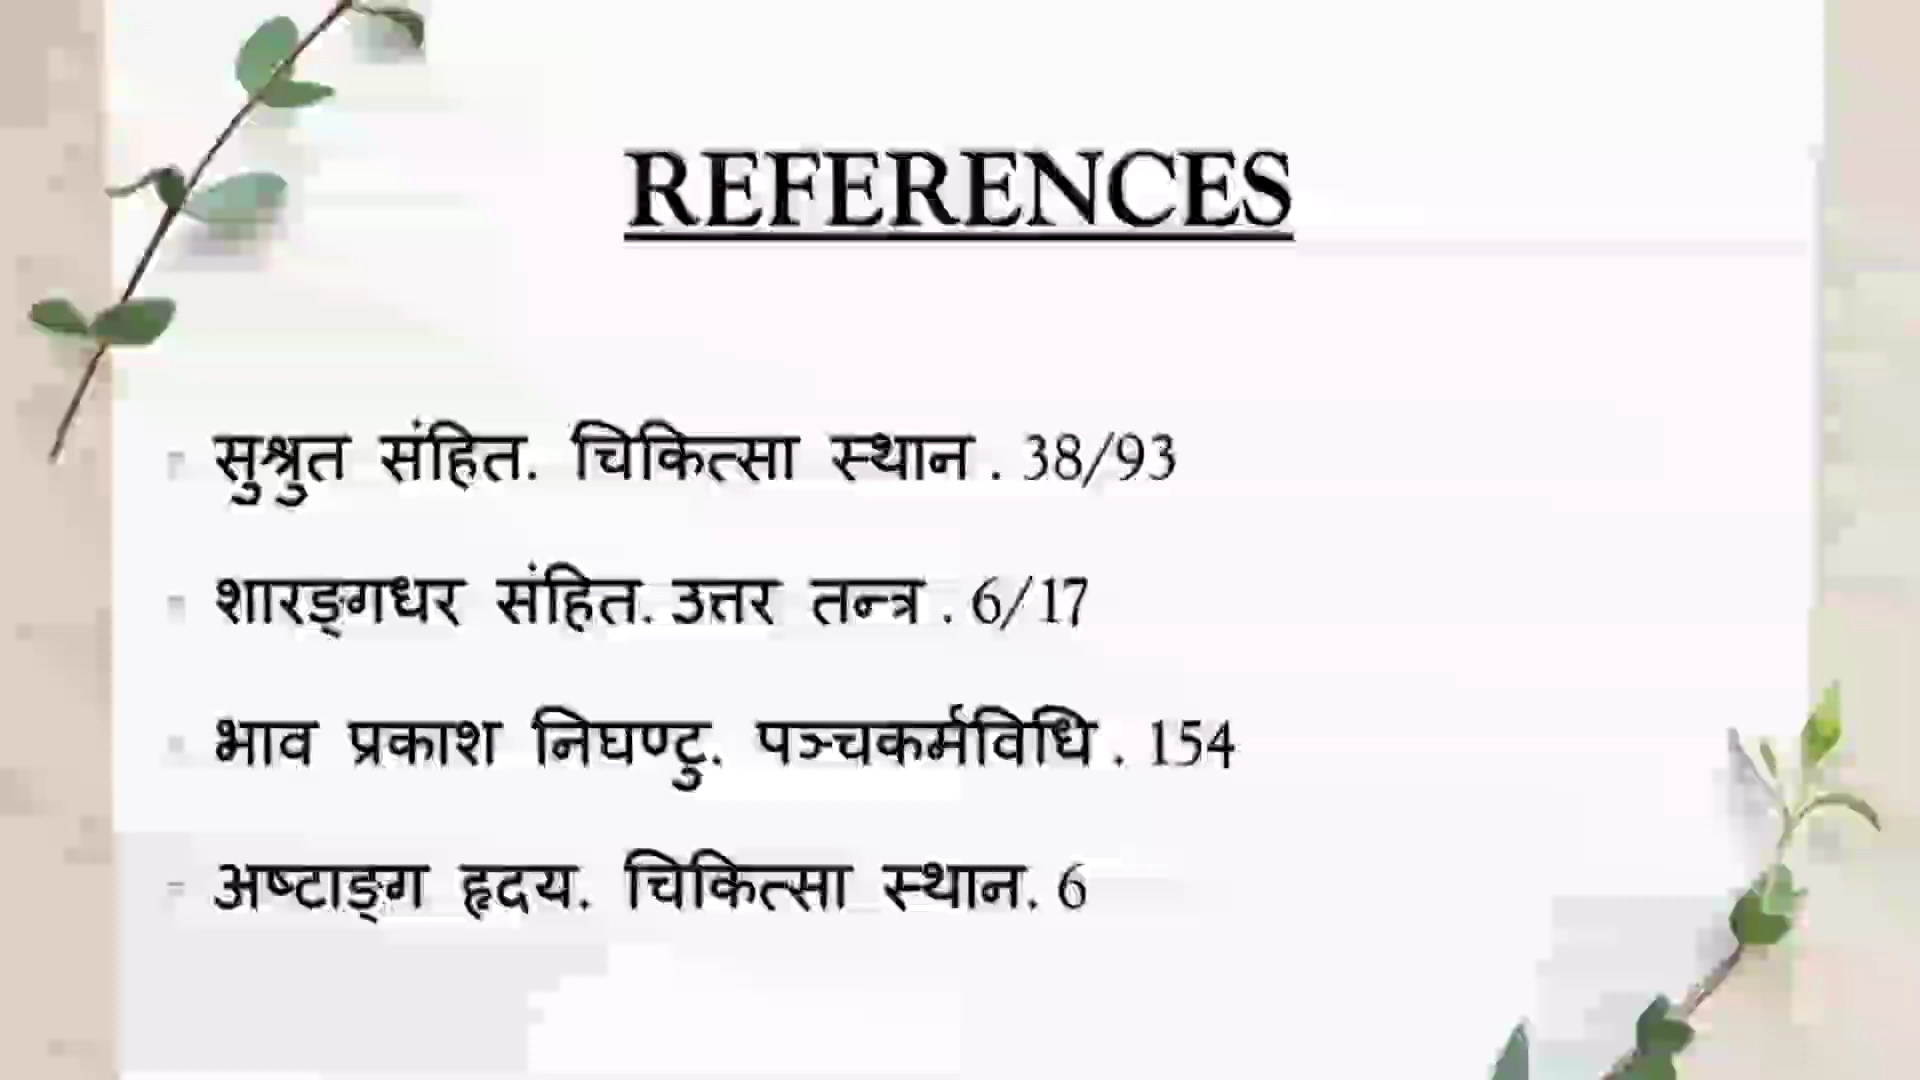 REFERENCES
सुश्रुत संहित. चिकित्सा स्थान . 38/93
शारङ्गधर संहित. उत्तर तन्त्र . 6/17
भाव प्रकाश निघण्टु. पञ्चकर्मविधि . 154
अष्टाङ्ग हृदय. चिकित्सा स्थान. 6